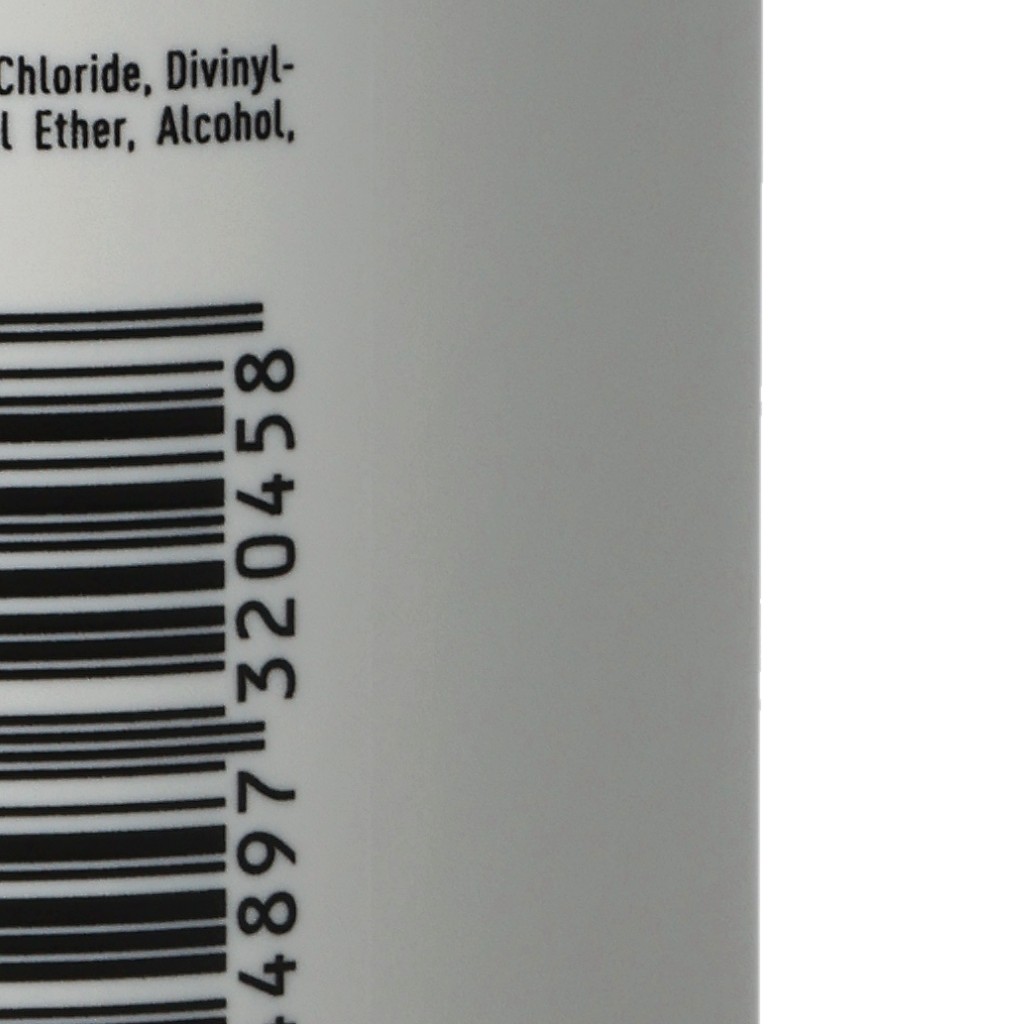 Chloride, Divinyl-
l Ether, Alcohol,
4897 320458